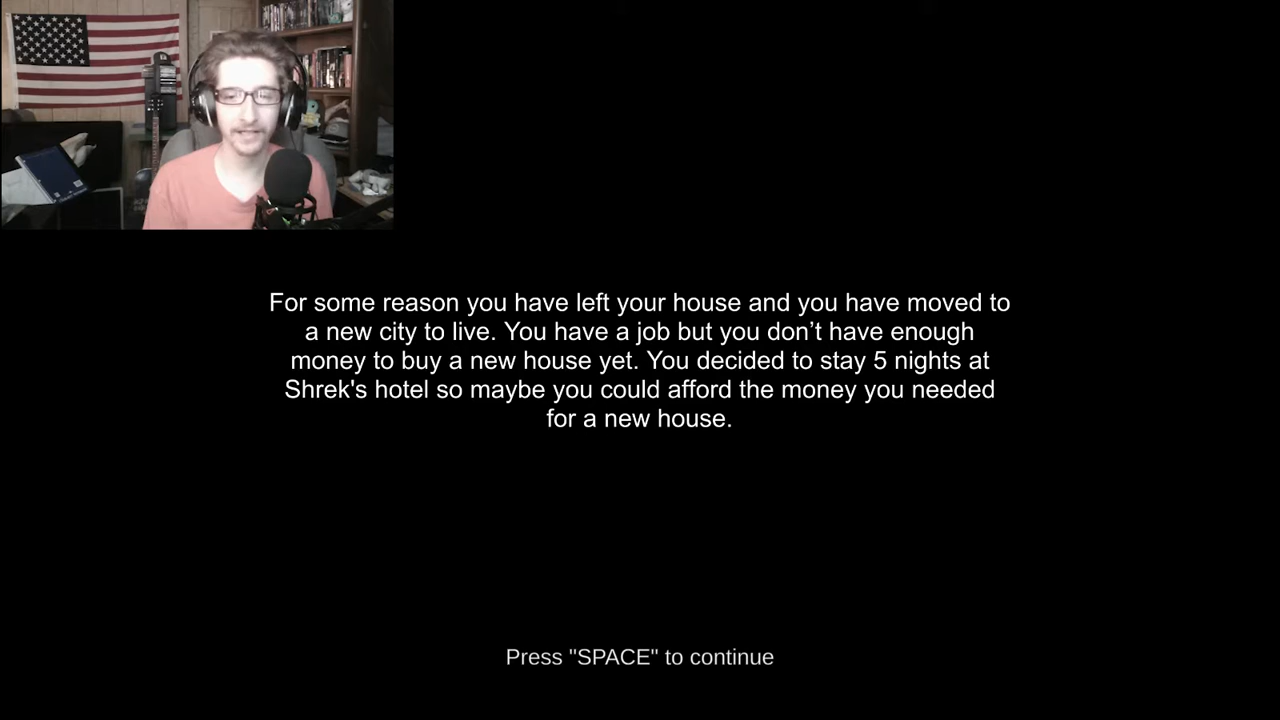 For some reason you have left your house and you have moved to
a new city to live. You have a job but you don’t have enough
money to buy a new house yet. You decided to stay 5 nights at
Shrek's hotel so maybe you could afford the money you needed
for a new house.
Press "SPACE" to continue